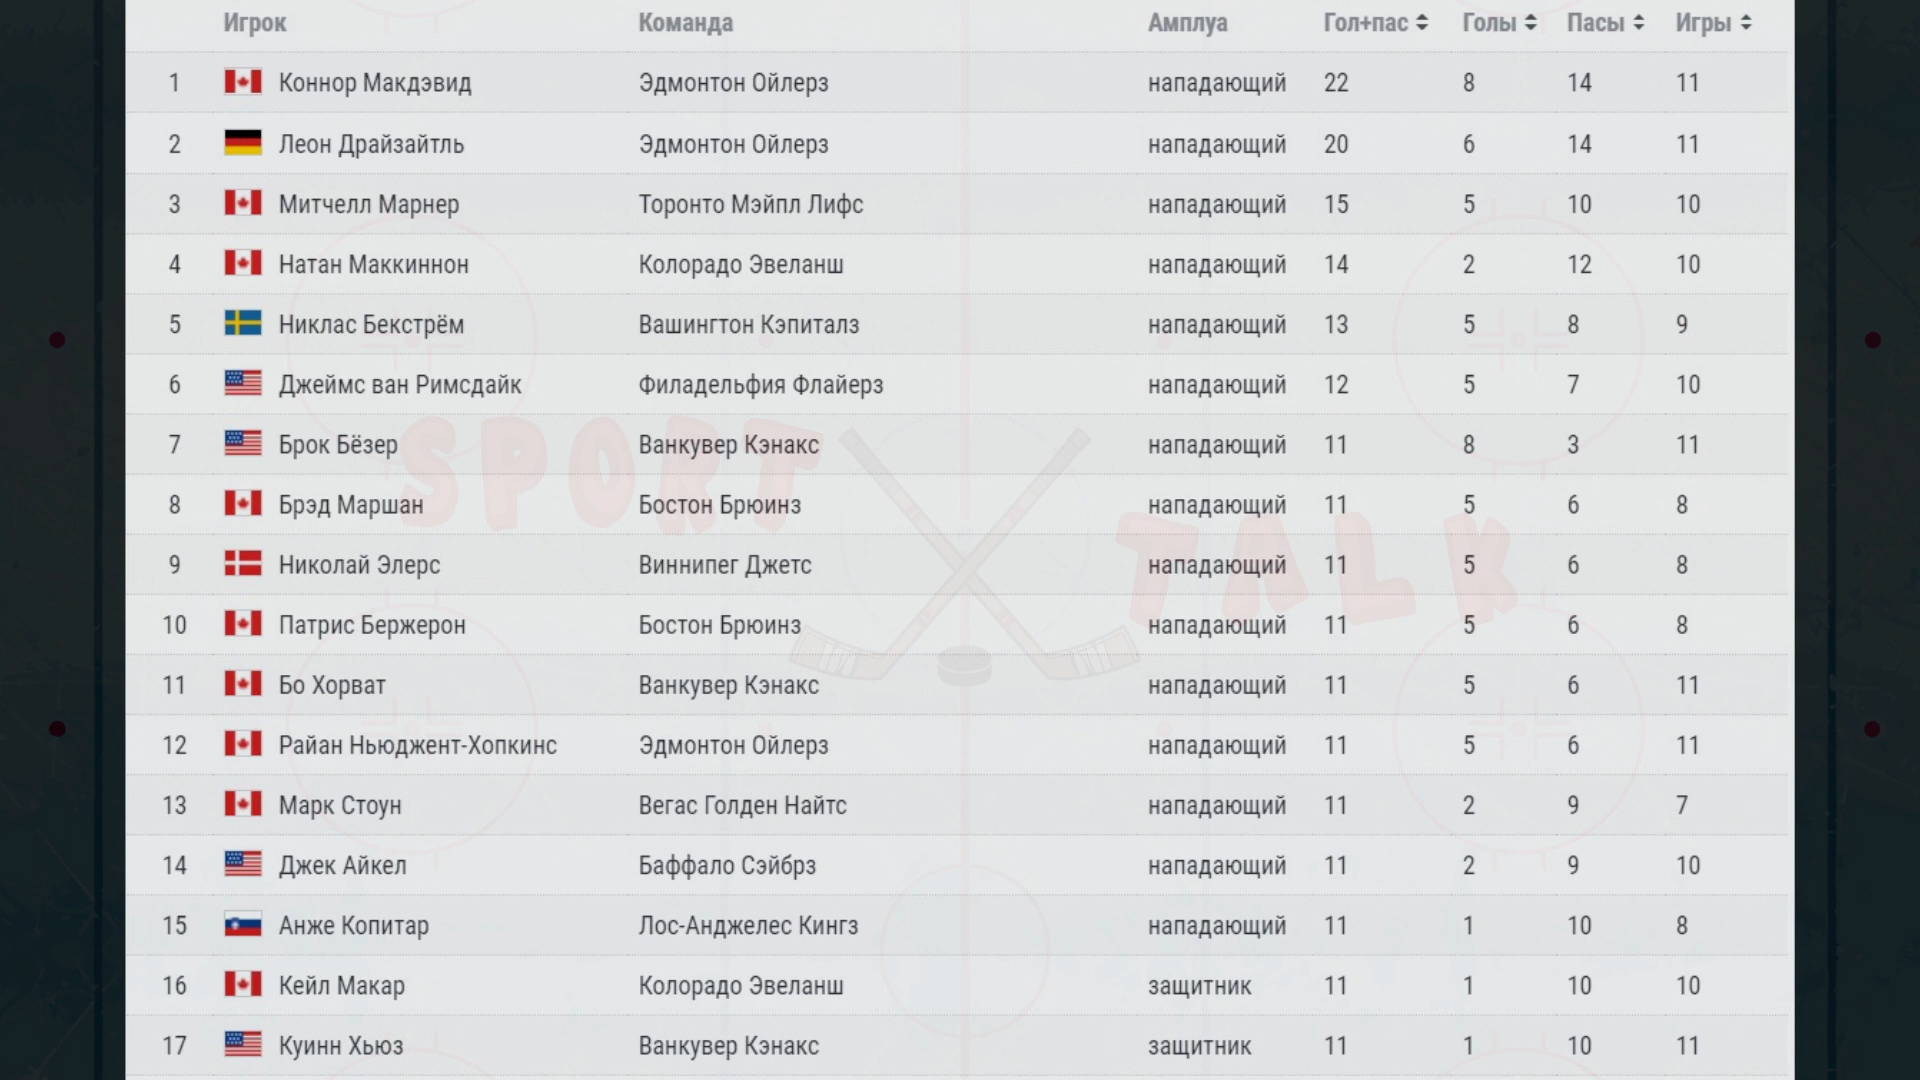 Игрок Команда Амплуа Гол+пас Голы Пасы Игры
1 Коннор Макдэвид Эдмонтон Ойлерз нападающий 22 8 14 11
2 Леон Драйзайтль Эдмонтон Ойлерз нападающий 20 6 14 11
3 Митчелл Марнер Торонто Мэйпл Лифс нападающий 15 5 10 10
4 Натан Маккиннон Колорадо Эвеланш нападающий 14 2 12 10
5 Никлас Бекстрём Вашингтон Кэпиталз нападающий 13 5 8 9
6 Джеймс ван Римсдайк Филадельфия Флайерз нападающий 12 5 7 10
7 Брок Бёзер Ванкувер Кэнакс нападающий 11 8 3 11
8 Брэд Маршан Бостон Брюинз нападающий 11 5 6 8
9 Николай Элерс Виннипег Джетс нападающий 11 5 6 8
10 Патрис Бержерон Бостон Брюинз нападающий 11 5 6 8
11 Бо Хорват Ванкувер Кэнакс нападающий 11 5 6 11
12 Райан Ньюджент-Хопкинс Эдмонтон Ойлерз нападающий 11 5 6 11
13 Марк Стоун Вегас Голден Найтс нападающий 11 2 9 7
14 Джек Айкел Баффало Сэйбрз нападающий 11 2 9 10
15 Анже Копитар Лос-Анджелес Кингз нападающий 11 1 10 8
16 Кейл Макар Колорадо Эвеланш защитник 11 1 10 10
17 Куинн Хьюз Ванкувер Кэнакс защитник 11 1 10 11
SPORT TALK